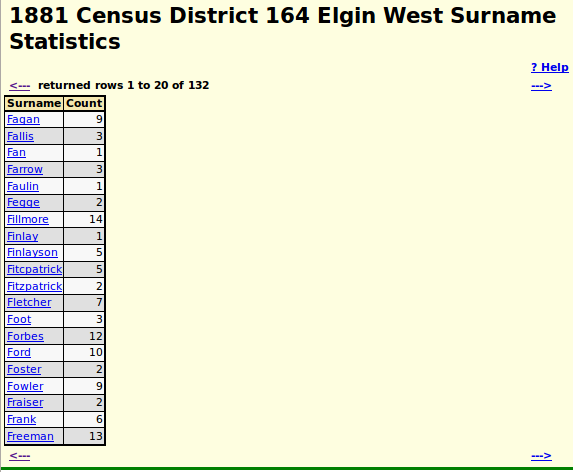 1881 Census District 164 Elgin West Surname
Statistics
? Help
<--- returned rows 1 to 20 of 132 --->
Surname Count
Fagan 9
Fallis 3
Fan 1
Farrow 3
Faulin 1
Fegge 2
Fillmore 14
Finlay 1
Finlayson 5
Fitcpatrick 5
Fitzpatrick 2
Fletcher 7
Foot 3
Forbes 12
Ford 10
Foster 2
Fowler 9
Fraiser 2
Frank 6
Freeman 13
<--- --->